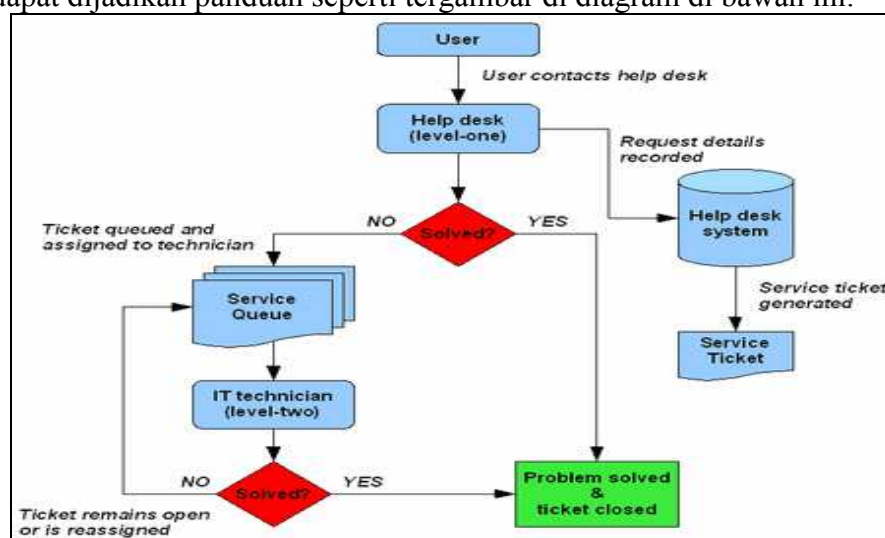 dapat dijadikan panduan seperti tergambar di diagram di bawah ini:
User
User contacts help desk
Help desk
(level-one)
Request details
recorded
Help desk
system
Service ticket
generated
Service
Ticket
Solved?
NO
YES
Ticket queued and
assigned to technician
Service
Queue
IT technician
(level-two)
Solved?
NO
YES
Ticket remains open
or is reassigned
Problem solved
&
ticket closed